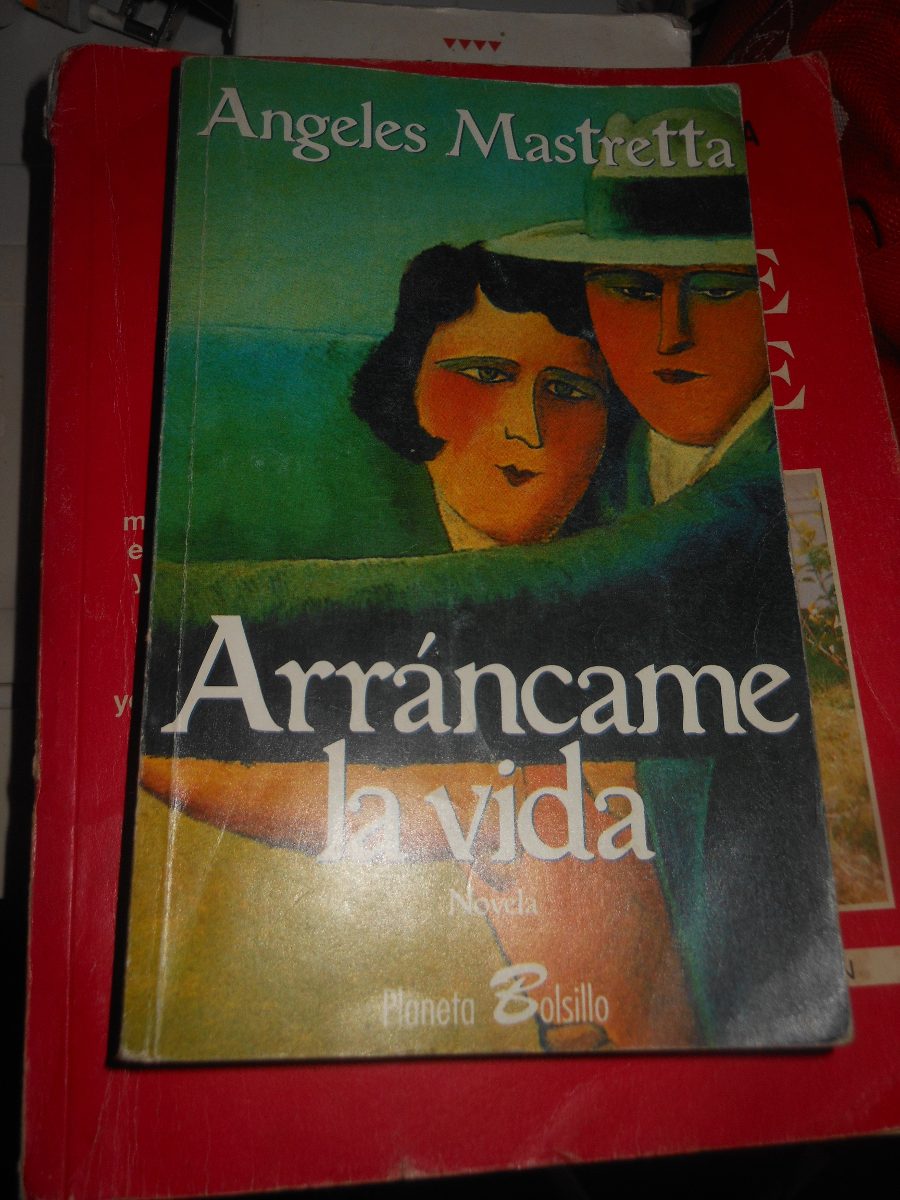 Angeles Mastretta
Arráncame
la vida
Novela
Planeta Bolsillo
A
E
E
m
e
y
y
N